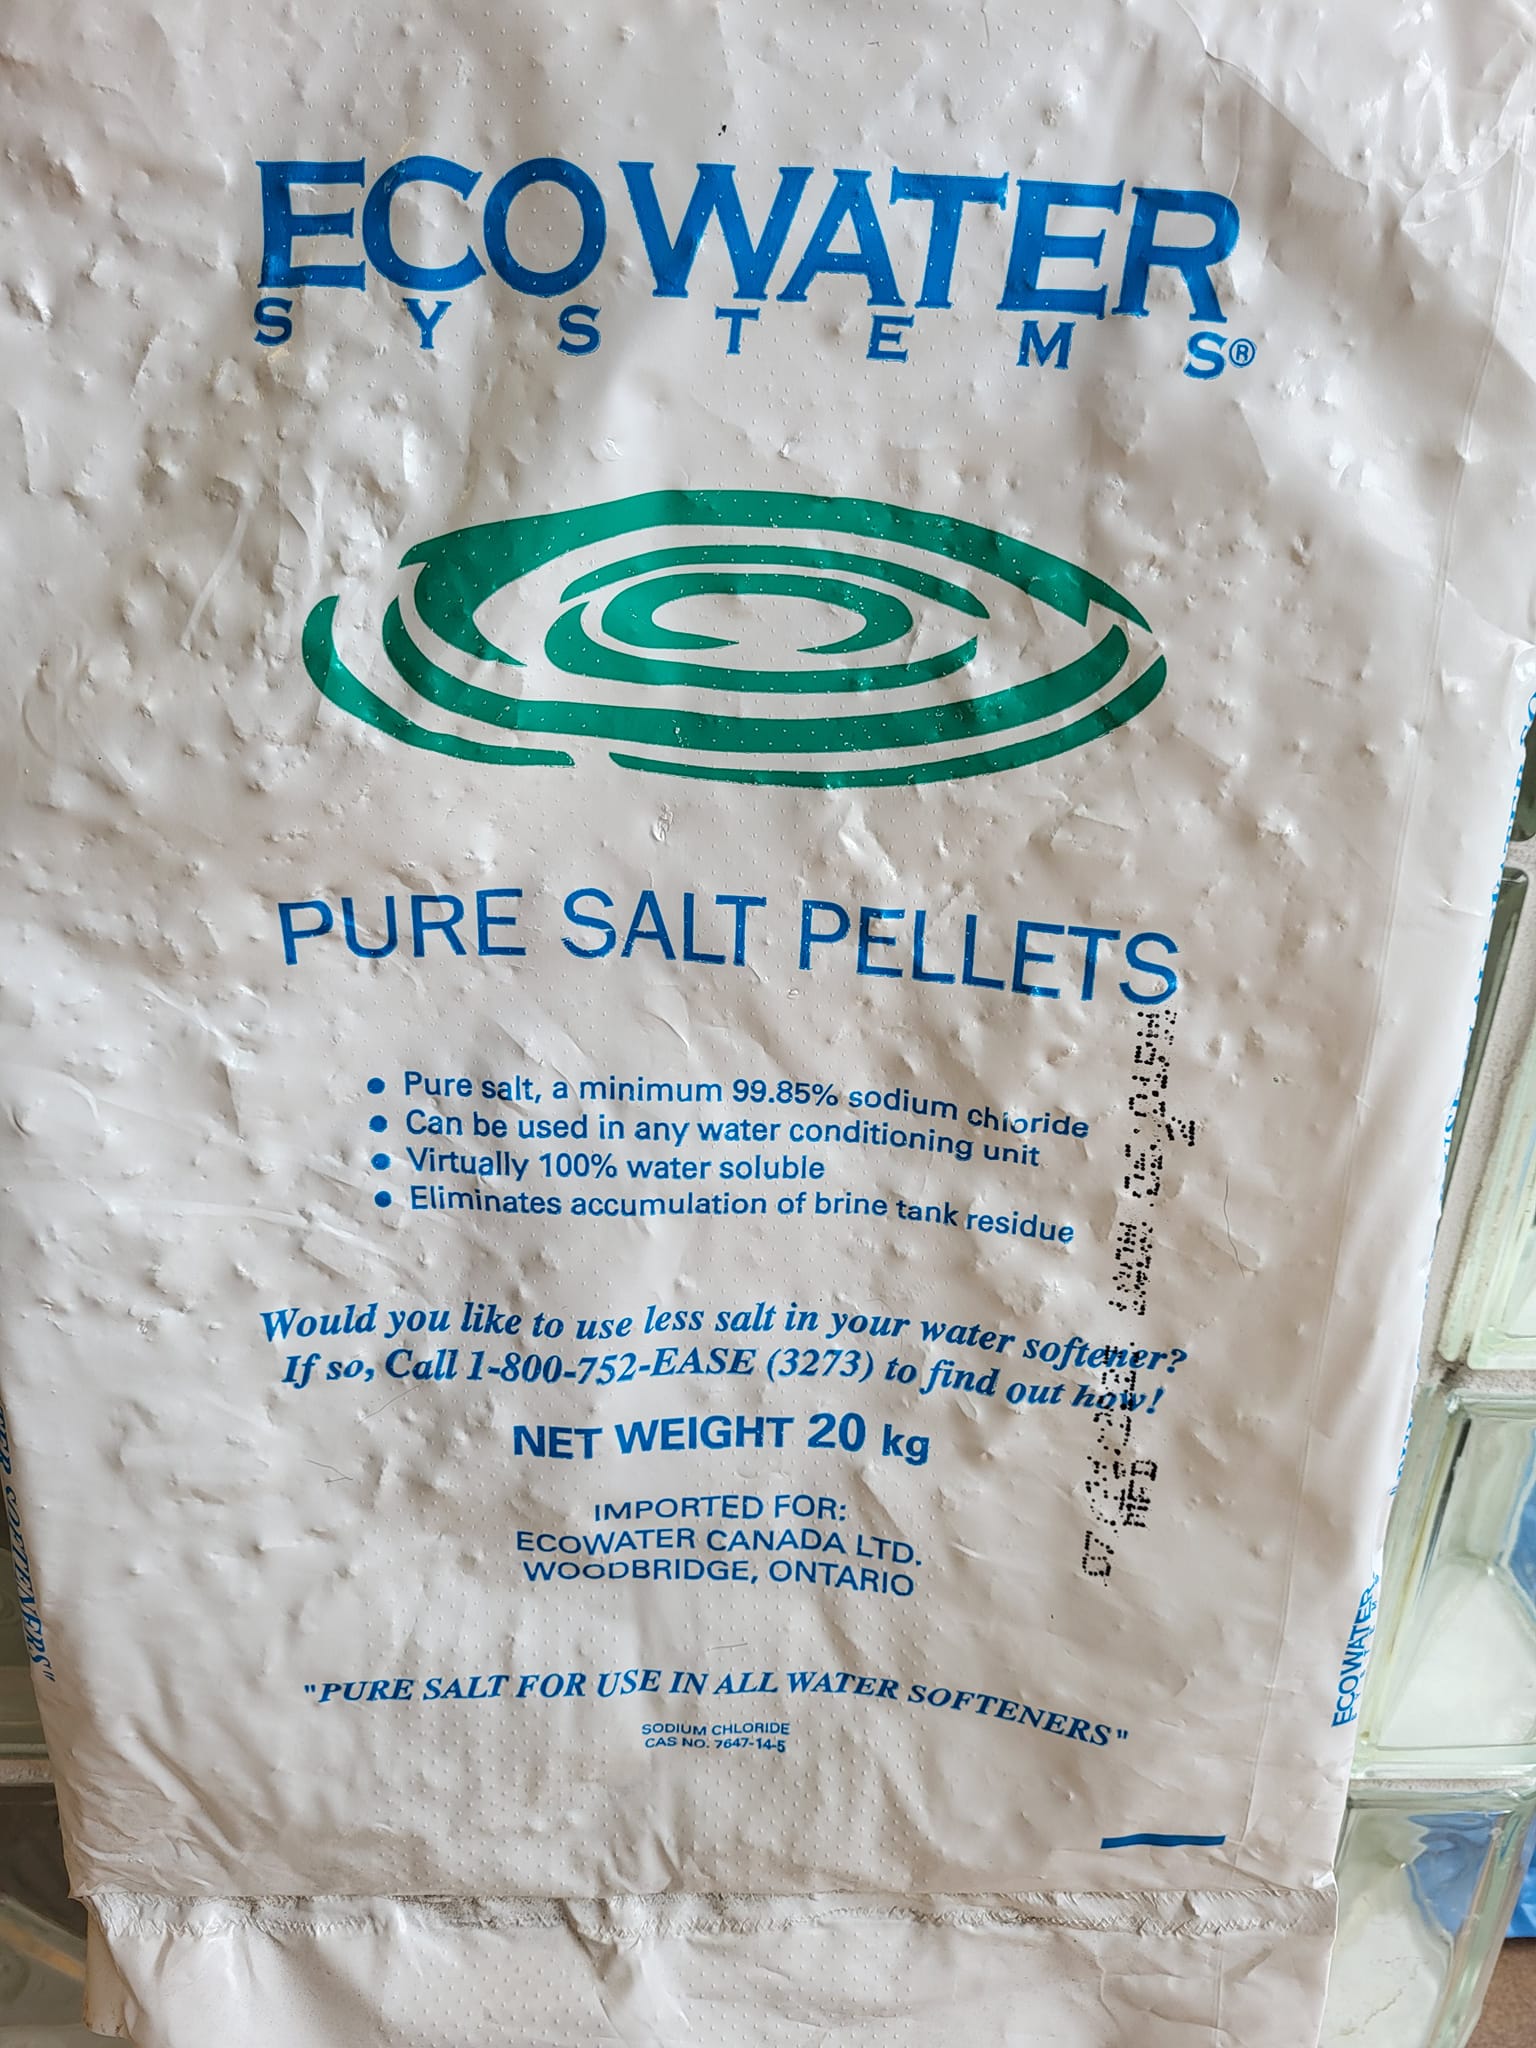 ECOWATER
SYSTEMS®
PURE SALT PELLETS
• Pure salt, a minimum 99.85% sodium chloride
• Can be used in any water conditioning unit
• Virtually 100% water soluble
• Eliminates accumulation of brine tank residue
Would you like to use less salt in your water softener?
If so, Call 1-800-752-EASE (3273) to find out how!
NET WEIGHT 20 kg
IMPORTED FOR:
ECOWATER CANADA LTD.
WOODBRIDGE, ONTARIO
"PURE SALT FOR USE IN ALL WATER SOFTENERS"
SODIUM CHLORIDE
CAS NO. 7647-14-5
MFD
07/
SOFTENERS"
ECOWATER